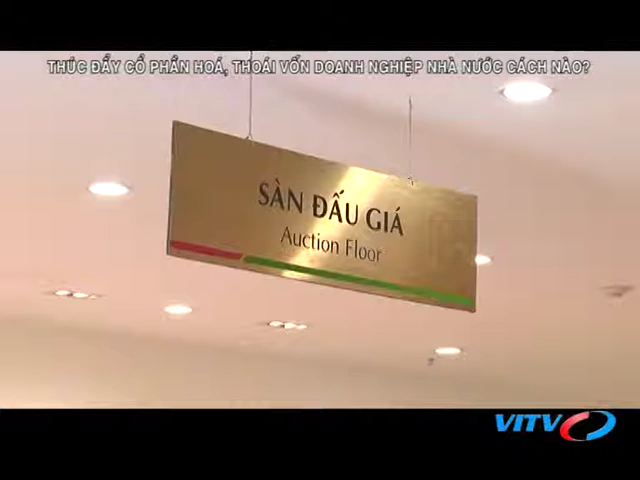 THÚC ĐẨY CỔ PHẦN HOÁ, THOÁI VỐN DOANH NGHIỆP NHÀ NƯỚC CÁCH NÀO?
SÀN ĐẤU GIÁ
Auction Floor
VITV